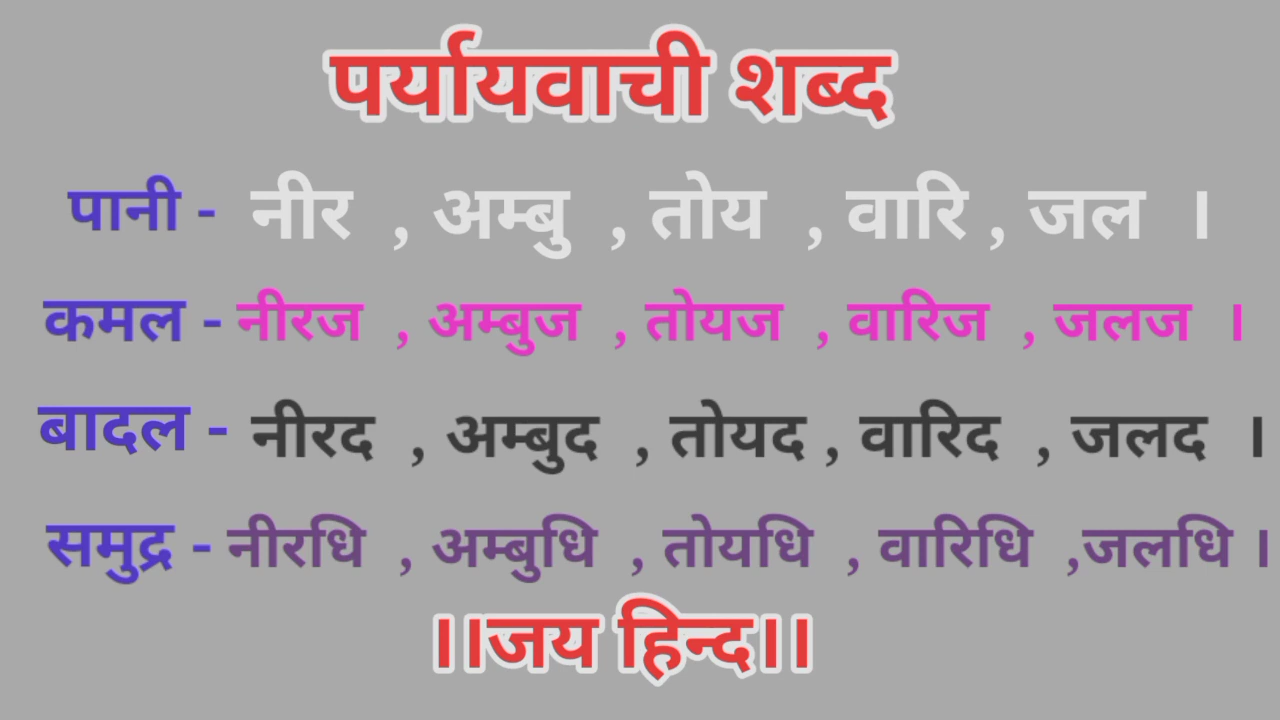 पर्यायवाची शब्द
पानी - नीर , अम्बु , तोय , वारि , जल ।
कमल - नीरज , अम्बुज , तोयज , वारिज , जलज ।
बादल - नीरद , अम्बुद , तोयद , वारिद , जलद ।
समुद्र - नीरधि , अम्बुधि , तोयधि , वारिधि ,जलधि ।
।।जय हिन्द।।